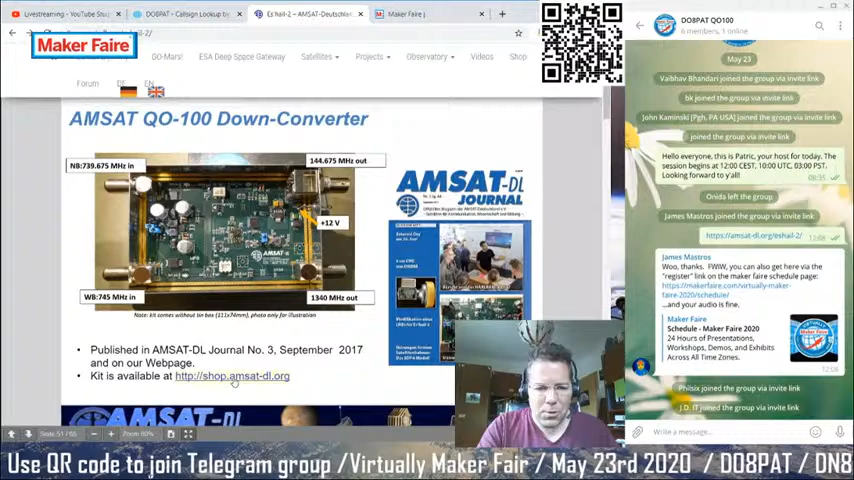 Livestreaming - YouTube Stu
DO8PAT - Callsign Lookup by
Es'hail-2 – AMSAT-Deutschla
Maker Faire
Maker Faire
GO-Mars!
ESA Deep Space Gateway
Satellites
Projects
Observatory
Videos
Shop
Forum
DE
EN
AMSAT QO-100 Down-Converter
NB:739.675 MHz in
144.675 MHz out
+12 V
WB:745 MHz in
1340 MHz out
Note: kit comes without tin box (111x74mm), photo only for illustration
AMSAT-DL
JOURNAL
• Published in AMSAT-DL Journal No. 3, September 2017
and on our Webpage.
• Kit is available at http://shop.amsat-dl.org
AMSAT-DL
Slide 51 / 65
Zoom 80%
DO8PAT QO100
6 members, 1 online
May 23
Vaibhav Bhandari joined the group via invite link
bk joined the group via invite link
John Kaminski [Pgh, PA USA] joined the group via invite link
joined the group via invite link
Hello everyone, this is Patric, your host for today. The
session begins at 12:00 CEST, 10:00 UTC, 03:00 PST.
Looking forward to y'all!
08:35
Onida left the group
James Mastros joined the group via invite link
https://amsat-dl.org/eshail-2/
12:08
James Mastros
Woo, thanks. FWIW, you can also get here via the
"register" link on the maker faire schedule page:
https://makerfaire.com/virtually-maker-
faire-2020/schedule/
...and your audio is fine.
Maker Faire
Schedule - Maker Faire 2020
24 Hours of Presentations,
Workshops, Demos, and Exhibits
Across All Time Zones.
12:08
Philsix joined the group via invite link
J.D. IT joined the group via invite link
Write a message...
Use QR code to join Telegram group /Virtually Maker Fair / May 23rd 2020 / DO8PAT / DN8